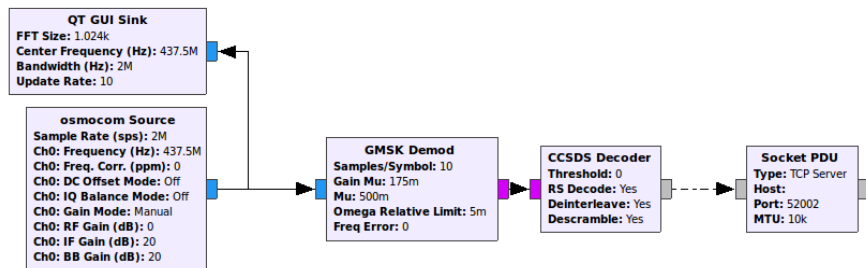 QT GUI Sink
FFT Size: 1.024k
Center Frequency (Hz): 437.5M
Bandwidth (Hz): 2M
Update Rate: 10
osmocom Source
Sample Rate (sps): 2M
Ch0: Frequency (Hz): 437.5M
Ch0: Freq. Corr. (ppm): 0
Ch0: DC Offset Mode: Off
Ch0: IQ Balance Mode: Off
Ch0: Gain Mode: Manual
Ch0: RF Gain (dB): 0
Ch0: IF Gain (dB): 20
Ch0: BB Gain (dB): 20
GMSK Demod
Samples/Symbol: 10
Gain Mu: 175m
Mu: 500m
Omega Relative Limit: 5m
Freq Error: 0
CCSDS Decoder
Threshold: 0
RS Decode: Yes
Deinterleave: Yes
Descramble: Yes
Socket PDU
Type: TCP Server
Host:
Port: 52002
MTU: 10k